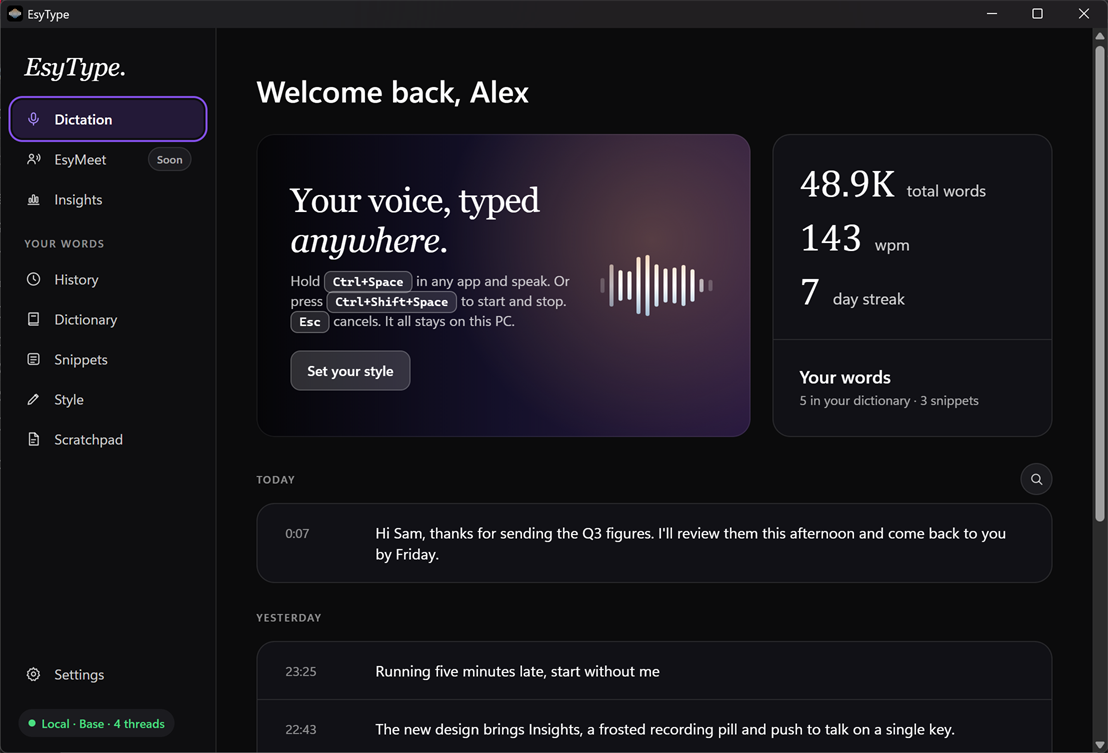 EsyType
EsyType.
Dictation
EsyMeet Soon
Insights
YOUR WORDS
History
Dictionary
Snippets
Style
Scratchpad
Settings
Local · Base · 4 threads
Welcome back, Alex
Your voice, typed
anywhere.
Hold Ctrl+Space in any app and speak. Or
press Ctrl+Shift+Space to start and stop.
Esc cancels. It all stays on this PC.
Set your style
48.9K total words
143 wpm
7 day streak
Your words
5 in your dictionary · 3 snippets
TODAY
0:07 Hi Sam, thanks for sending the Q3 figures. I'll review them this afternoon and come back to you
by Friday.
YESTERDAY
23:25 Running five minutes late, start without me
22:43 The new design brings Insights, a frosted recording pill and push to talk on a single key.